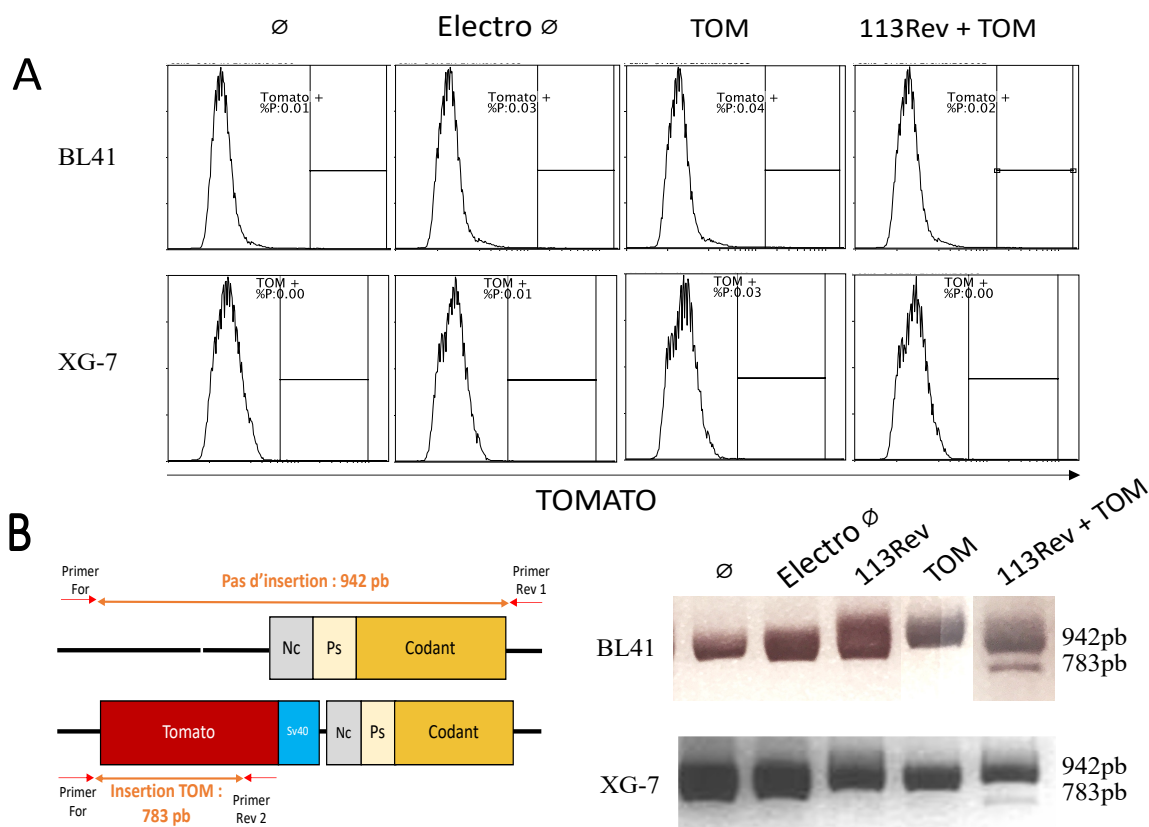 ∅ Electro ∅ TOM 113Rev + TOM
A
Tomato +
%P:0.01
Tomato +
%P:0.03
Tomato +
%P:0.04
Tomato +
%P:0.02
BL41
TOM +
%P:0.00
TOM +
%P:0.01
TOM +
%P:0.03
TOM +
%P:0.00
XG-7
TOMATO
B
Primer
For
Pas d'insertion : 942 pb
Primer
Rev 1
Nc Ps Codant
Tomato Sv40 Nc Ps Codant
Primer
For
Insertion TOM :
783 pb
Primer
Rev 2
∅ Electro ∅ 113Rev TOM 113Rev + TOM
BL41
942pb
783pb
XG-7
942pb
783pb